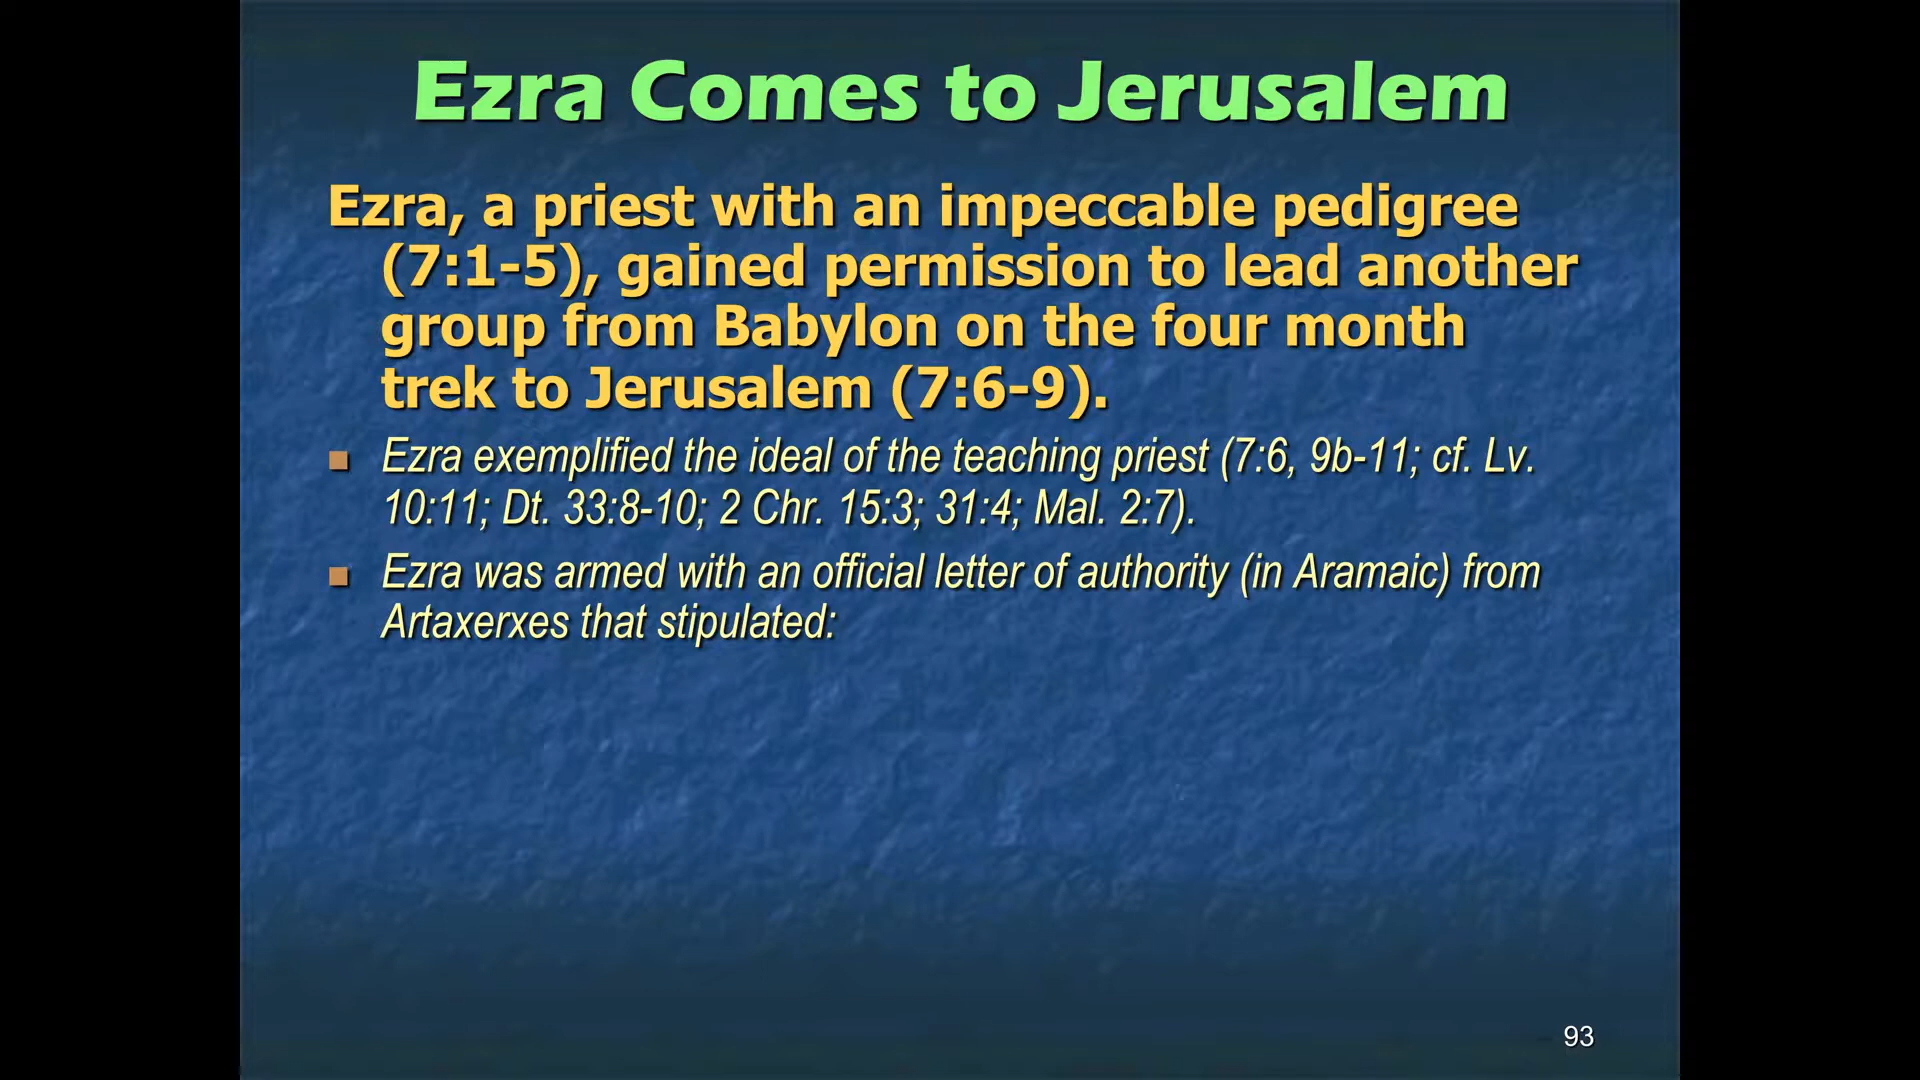 Ezra Comes to Jerusalem
Ezra, a priest with an impeccable pedigree
(7:1-5), gained permission to lead another
group from Babylon on the four month
trek to Jerusalem (7:6-9).
Ezra exemplified the ideal of the teaching priest (7:6, 9b-11; cf. Lv.
10:11; Dt. 33:8-10; 2 Chr. 15:3; 31:4; Mal. 2:7).
Ezra was armed with an official letter of authority (in Aramaic) from
Artaxerxes that stipulated:
93